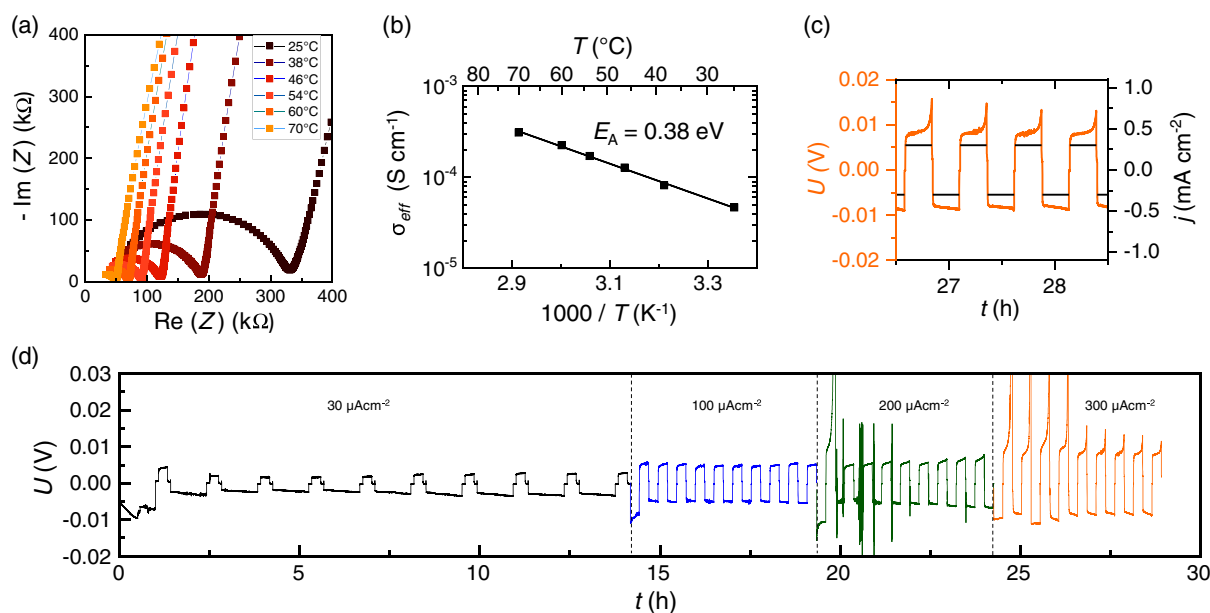 (a)
400
300
200
100
0
- Im (Z) (kΩ)
0 100 200 300 400
Re (Z) (kΩ)
25°C
38°C
46°C
54°C
60°C
70°C
(b)
T (°C)
80 70 60 50 40 30
10⁻³
10⁻⁴
10⁻⁵
σeff (S cm⁻¹)
E_A = 0.38 eV
2.9 3.1 3.3
1000 / T (K⁻¹)
(c)
0.02
0.01
0.00
-0.01
-0.02
U (V)
1.0
0.5
0.0
-0.5
-1.0
j (mA cm⁻²)
27 28
t (h)
(d)
0.03
0.02
0.01
0.00
-0.01
-0.02
U (V)
30 µAcm⁻² 100 µAcm⁻² 200 µAcm⁻² 300 µAcm⁻²
0 5 10 15 20 25 30
t (h)